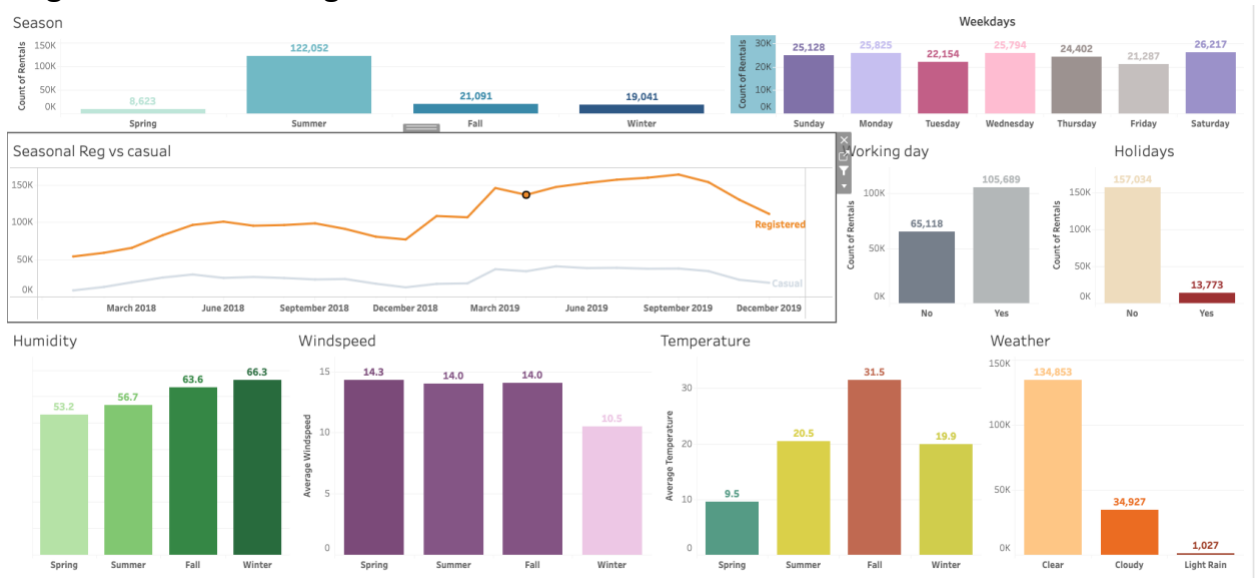 Season
Count of Rentals
150K
100K
50K
0K
8,623
122,052
21,091
19,041
Spring
Summer
Fall
Winter
Weekdays
Count of Rentals
30K
20K
10K
0K
25,128
25,825
22,154
25,794
24,402
21,287
26,217
Sunday
Monday
Tuesday
Wednesday
Thursday
Friday
Saturday
Seasonal Reg vs casual
150K
100K
50K
0K
Registered
Casual
March 2018
June 2018
September 2018
December 2018
March 2019
June 2019
September 2019
December 2019
Working day
Count of Rentals
100K
50K
0K
65,118
105,689
No
Yes
Holidays
Count of Rentals
150K
100K
50K
0K
157,034
13,773
No
Yes
Humidity
53.2
56.7
63.6
66.3
Spring
Summer
Fall
Winter
Windspeed
Average Windspeed
15
10
5
0
14.3
14.0
14.0
10.5
Spring
Summer
Fall
Winter
Temperature
Average Temperature
30
20
10
0
9.5
20.5
31.5
19.9
Spring
Summer
Fall
Winter
Weather
150K
100K
50K
0K
134,853
34,927
1,027
Clear
Cloudy
Light Rain